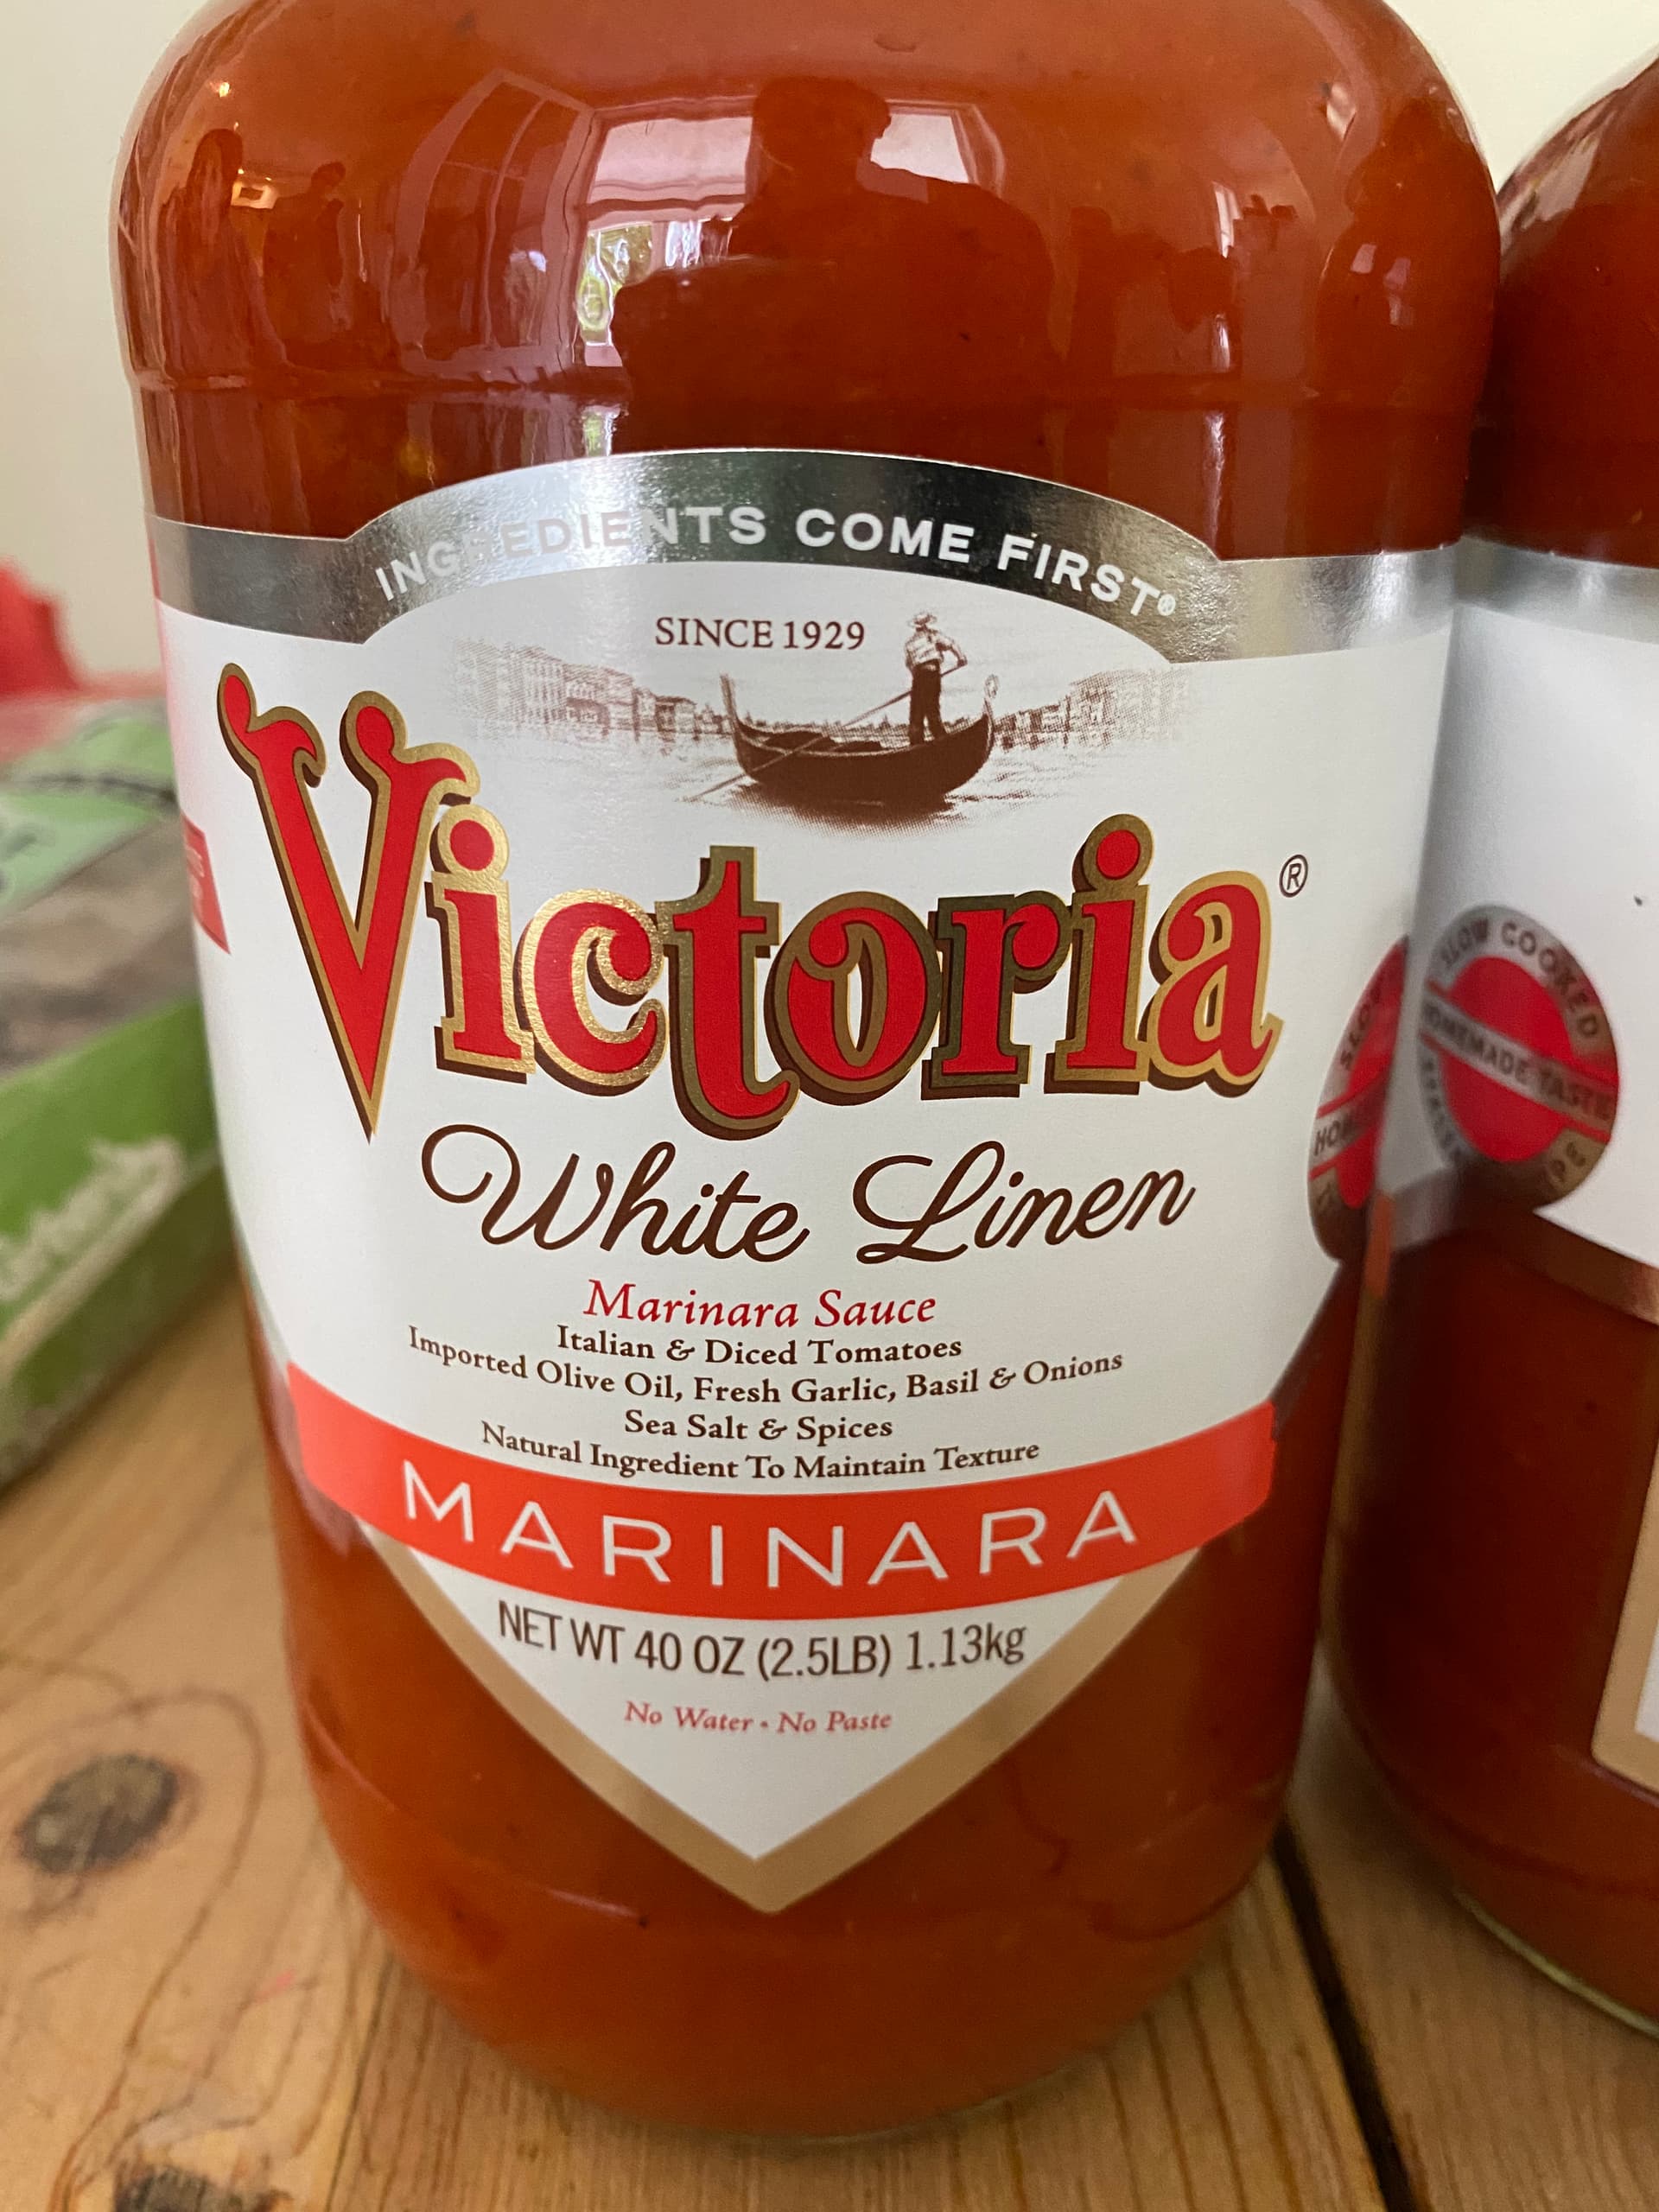 INGREDIENTS COME FIRST®
SINCE 1929
Victoria®
White Linen
Marinara Sauce
Italian & Diced Tomatoes
Imported Olive Oil, Fresh Garlic, Basil & Onions
Sea Salt & Spices
Natural Ingredient To Maintain Texture
MARINARA
NET WT 40 OZ (2.5LB) 1.13kg
No Water • No Paste
SLOW COOKED
HOMEMADE TASTE